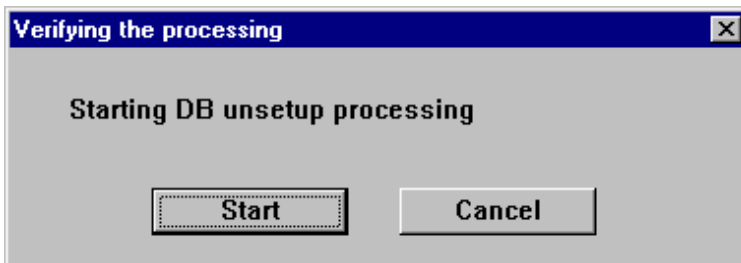 Verifying the processing
Starting DB unsetup processing
Start Cancel